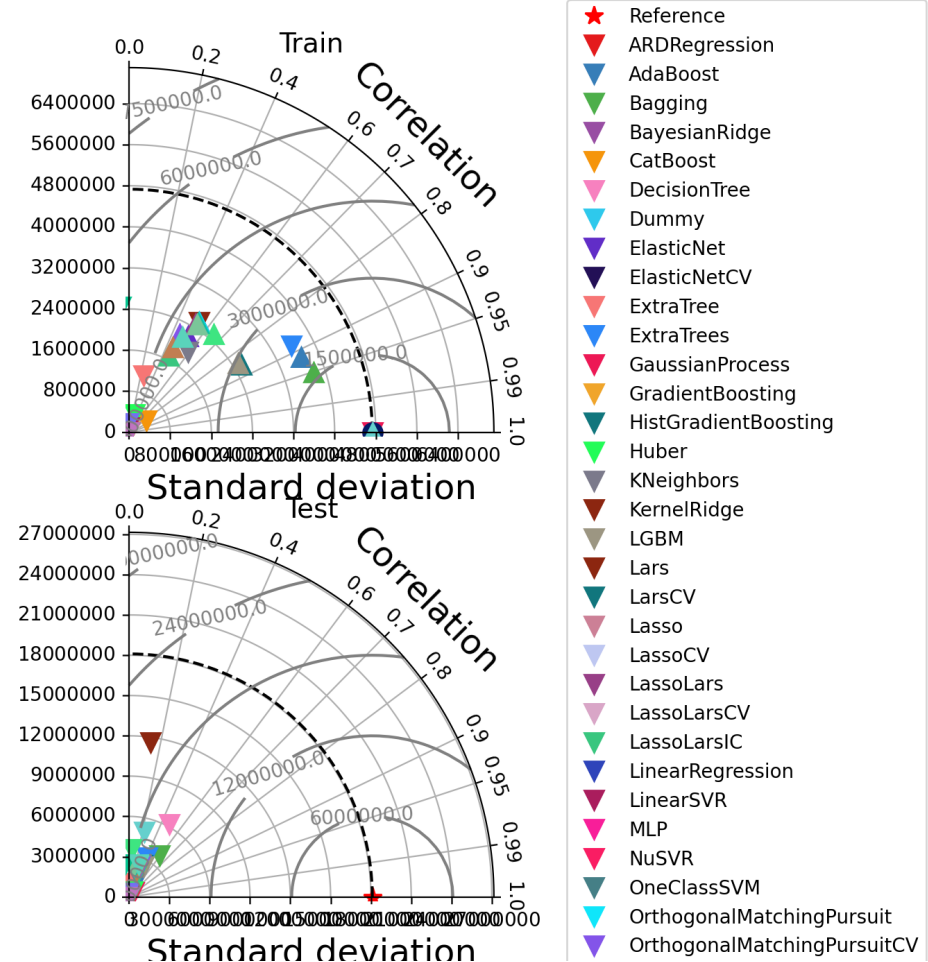 Train
0.0
0.2
0.4
0.6
0.7
0.8
0.9
0.95
0.99
1.0
Correlation
6400000
5600000
4800000
4000000
3200000
2400000
1600000
800000
0
7500000.0
6000000.0
3000000.0
1500000.0
Standard deviation
Test
0.0
0.2
0.4
0.6
0.7
0.8
0.9
0.95
0.99
1.0
Correlation
27000000
24000000
21000000
18000000
15000000
12000000
9000000
6000000
3000000
0
24000000.0
12000000.0
6000000.0
Standard deviation
Reference
ARDRegression
AdaBoost
Bagging
BayesianRidge
CatBoost
DecisionTree
Dummy
ElasticNet
ElasticNetCV
ExtraTree
ExtraTrees
GaussianProcess
GradientBoosting
HistGradientBoosting
Huber
KNeighbors
KernelRidge
LGBM
Lars
LarsCV
Lasso
LassoCV
LassoLars
LassoLarsCV
LassoLarsIC
LinearRegression
LinearSVR
MLP
NuSVR
OneClassSVM
OrthogonalMatchingPursuit
OrthogonalMatchingPursuitCV